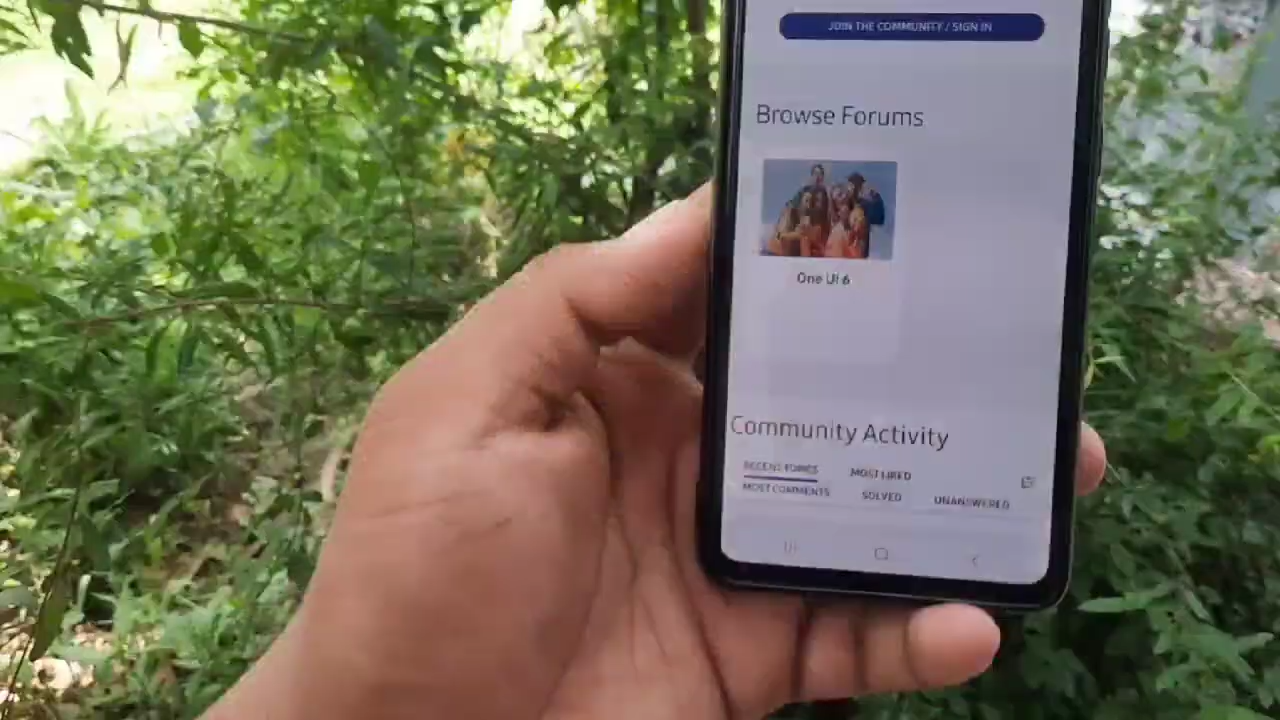 JOIN THE COMMUNITY / SIGN IN
Browse Forums
One UI 6
Community Activity
RECENT TOPICS MOST LIKED
MOST COMMENTS SOLVED UNANSWERED